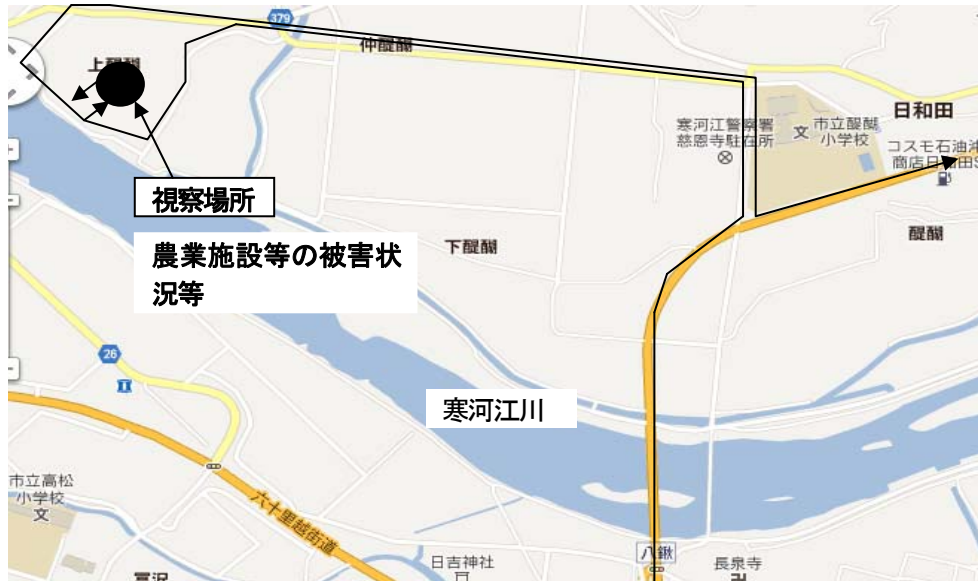 379
仲醍醐
上醍醐
日和田
寒河江警察署
慈恩寺駐在所
文
市立醍醐
小学校
コスモ石油沖
商店日和田S
視察場所
農業施設等の被害状
況等
下醍醐
醍醐
26
寒河江川
市立高松
小学校
文
六十里越街道
日吉神社
八鍬
長泉寺